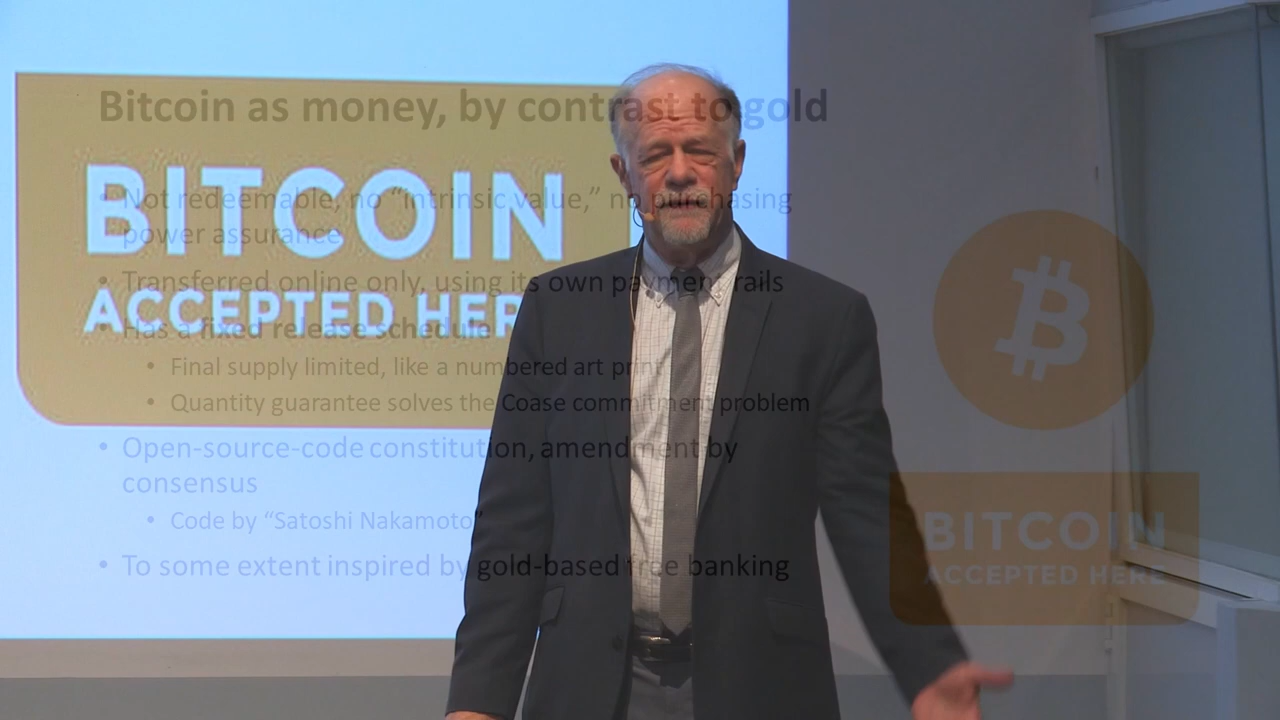 Bitcoin as money, by contrast to gold
BITCOIN
ACCEPTED HER
• Not redeemable, no “intrinsic value,” no purchasing
power assurance
• Transferred online only, using its own payment rails
• Has a fixed release schedule
• Final supply limited, like a numbered art print
• Quantity guarantee solves the Coase commitment problem
• Open-source-code constitution, amendment by
consensus
• Code by “Satoshi Nakamoto”
• To some extent inspired by gold-based free banking
BITCOIN
ACCEPTED HERE